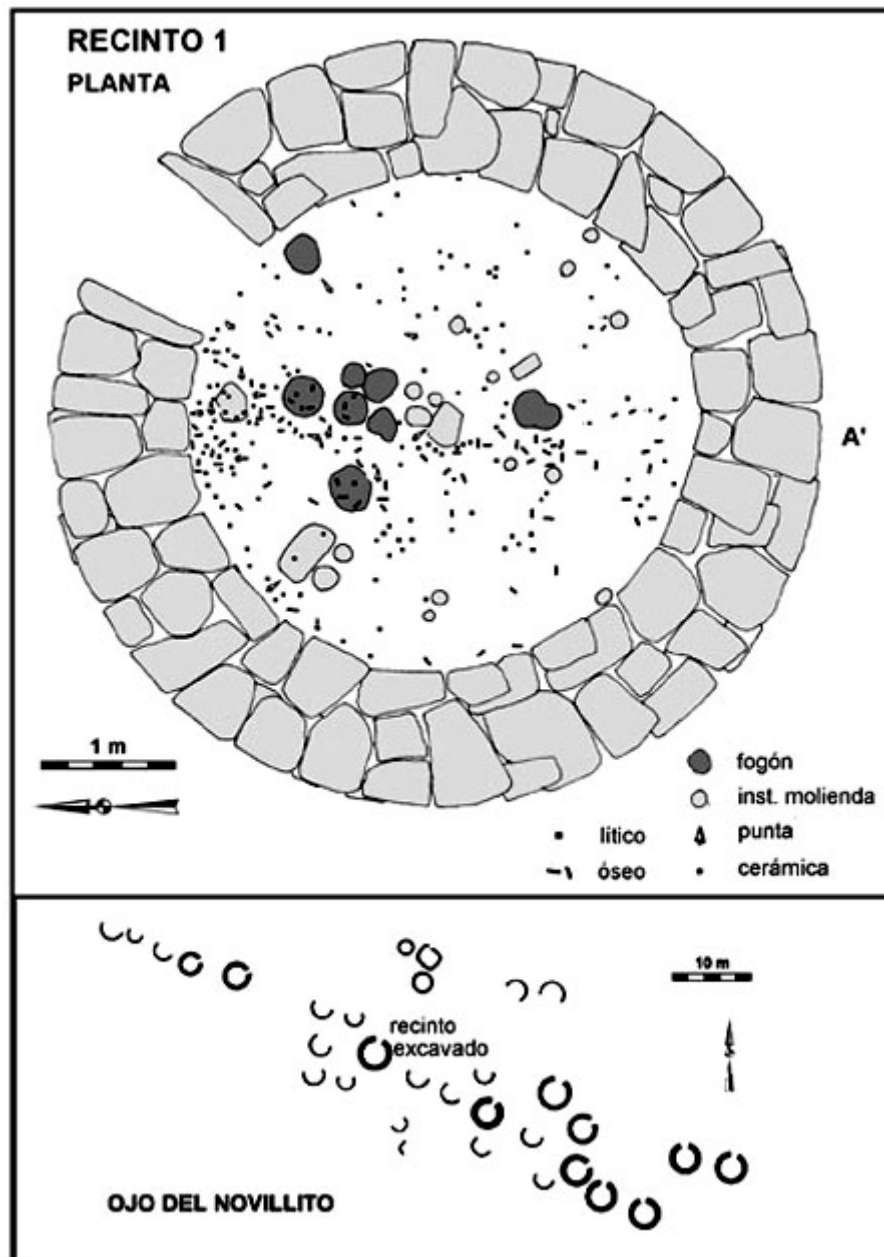 RECINTO 1
PLANTA
A'
1 m
fogón
inst. molienda
lítico
punta
óseo
cerámica
10 m
recinto
excavado
OJO DEL NOVILLITO